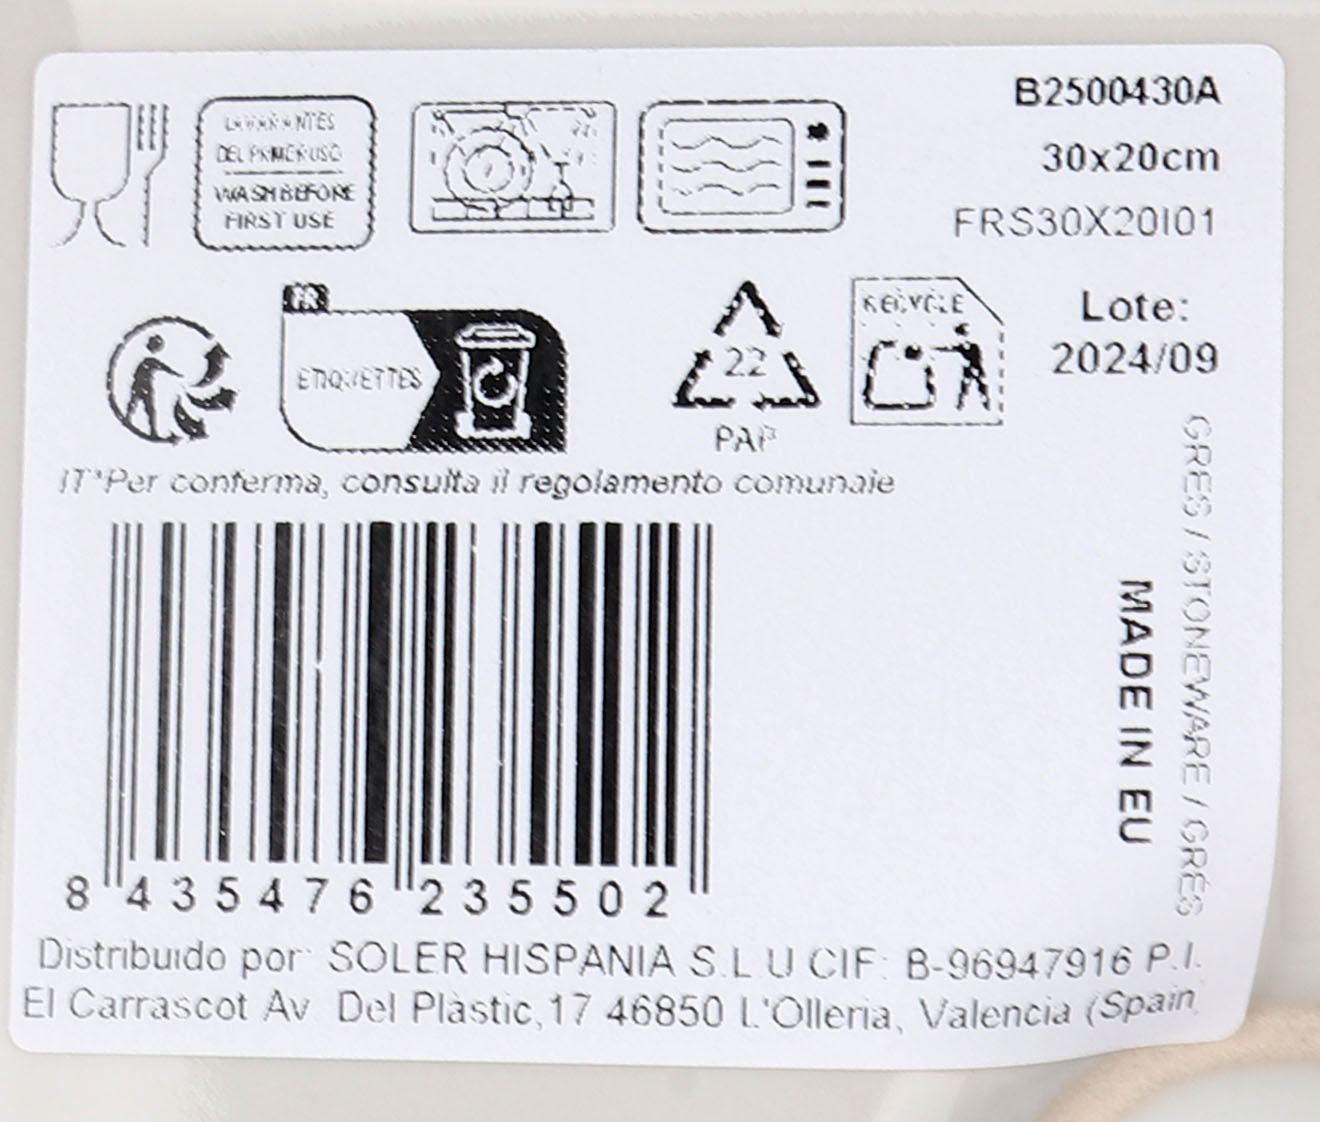 B2500430A
30x20cm
FRS30X20I01
LAVAR ANTES
DEL PRIMER USO
WASH BEFORE
FIRST USE
FR
ETIQUETTES
22
PAP
RECYCLE
Lote:
2024/09
IT*Per conferma, consulta il regolamento comunale
GRES / STONEWARE / GRÈS
MADE IN EU
8 435476 235502
Distribuido por: SOLER HISPANIA S.L.U CIF: B-96947916 P.I.
El Carrascot Av. Del Plàstic,17 46850 L'Olleria, Valencia (Spain)